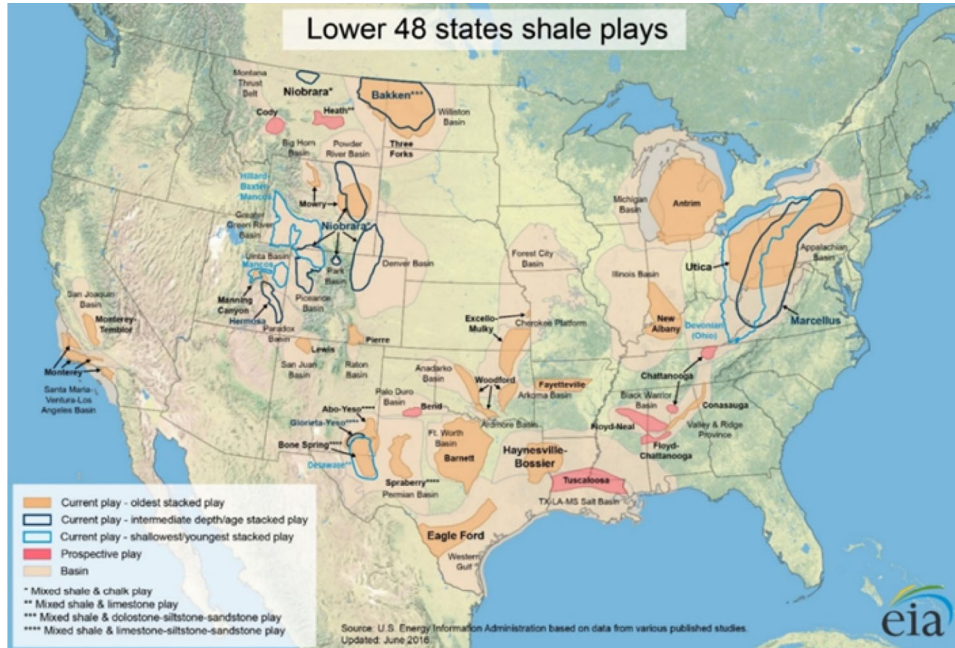 Lower 48 states shale plays
Montana
Thrust
Belt
Niobrara*
Bakken***
Cody
Heath**
Williston
Basin
Big Horn
Basin
Powder
River Basin
Three
Forks
Hillard-
Baxter-
Mancos
Mowry
Greater
Green River
Basin
Niobrara*
Michigan
Basin
Antrim
Uinta Basin
Mancos
Park
Basin
Denver Basin
Forest City
Basin
Illinois Basin
Utica
Appalachian
Basin
Manning
Canyon
Piceance
Basin
Hermosa
Paradox
Basin
San Joaquin
Basin
Monterey-
Temblor
Excello-
Mulky
Cherokee Platform
New
Albany
Devonian
(Ohio)
Marcellus
Monterey
Lewis
Pierre
San Juan
Basin
Raton
Basin
Anadarko
Basin
Woodford
Fayetteville
Arkoma Basin
Chattanooga
Santa Maria-
Ventura-Los
Angeles Basin
Palo Duro
Basin
Abo-Yeso****
Bend
Black Warrior
Basin
Conasauga
Glorieta-Yeso****
Ardmore Basin
Floyd-Neal
Valley & Ridge
Province
Bone Spring****
Ft. Worth
Basin
Barnett
Haynesville-
Bossier
Floyd-
Chattanooga
Delaware**
Spraberry****
Permian Basin
Tuscaloosa
TX-LA-MS Salt Basin
Eagle Ford
Western
Gulf
Current play - oldest stacked play
Current play - intermediate depth/age stacked play
Current play - shallowest/youngest stacked play
Prospective play
Basin
* Mixed shale & chalk play
** Mixed shale & limestone play
*** Mixed shale & dolostone-siltstone-sandstone play
**** Mixed shale & limestone-siltstone-sandstone play
Source: U.S. Energy Information Administration based on data from various published studies.
Updated: June 2016.
eia